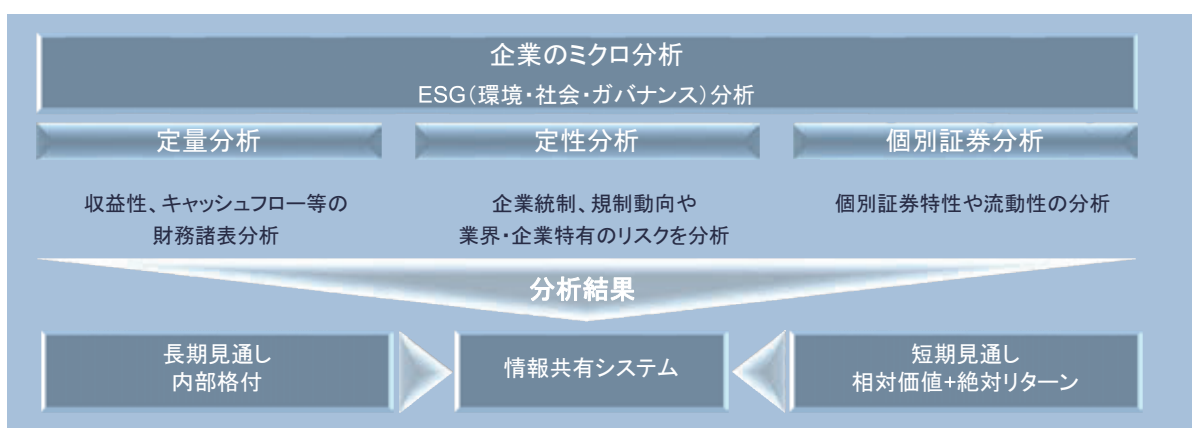 企業のミクロ分析
ESG(環境・社会・ガバナンス)分析
定量分析
定性分析
個別証券分析
収益性、キャッシュフロー等の
財務諸表分析
企業統制、規制動向や
業界・企業特有のリスクを分析
個別証券特性や流動性の分析
分析結果
長期見通し
内部格付
情報共有システム
短期見通し
相対価値+絶対リターン